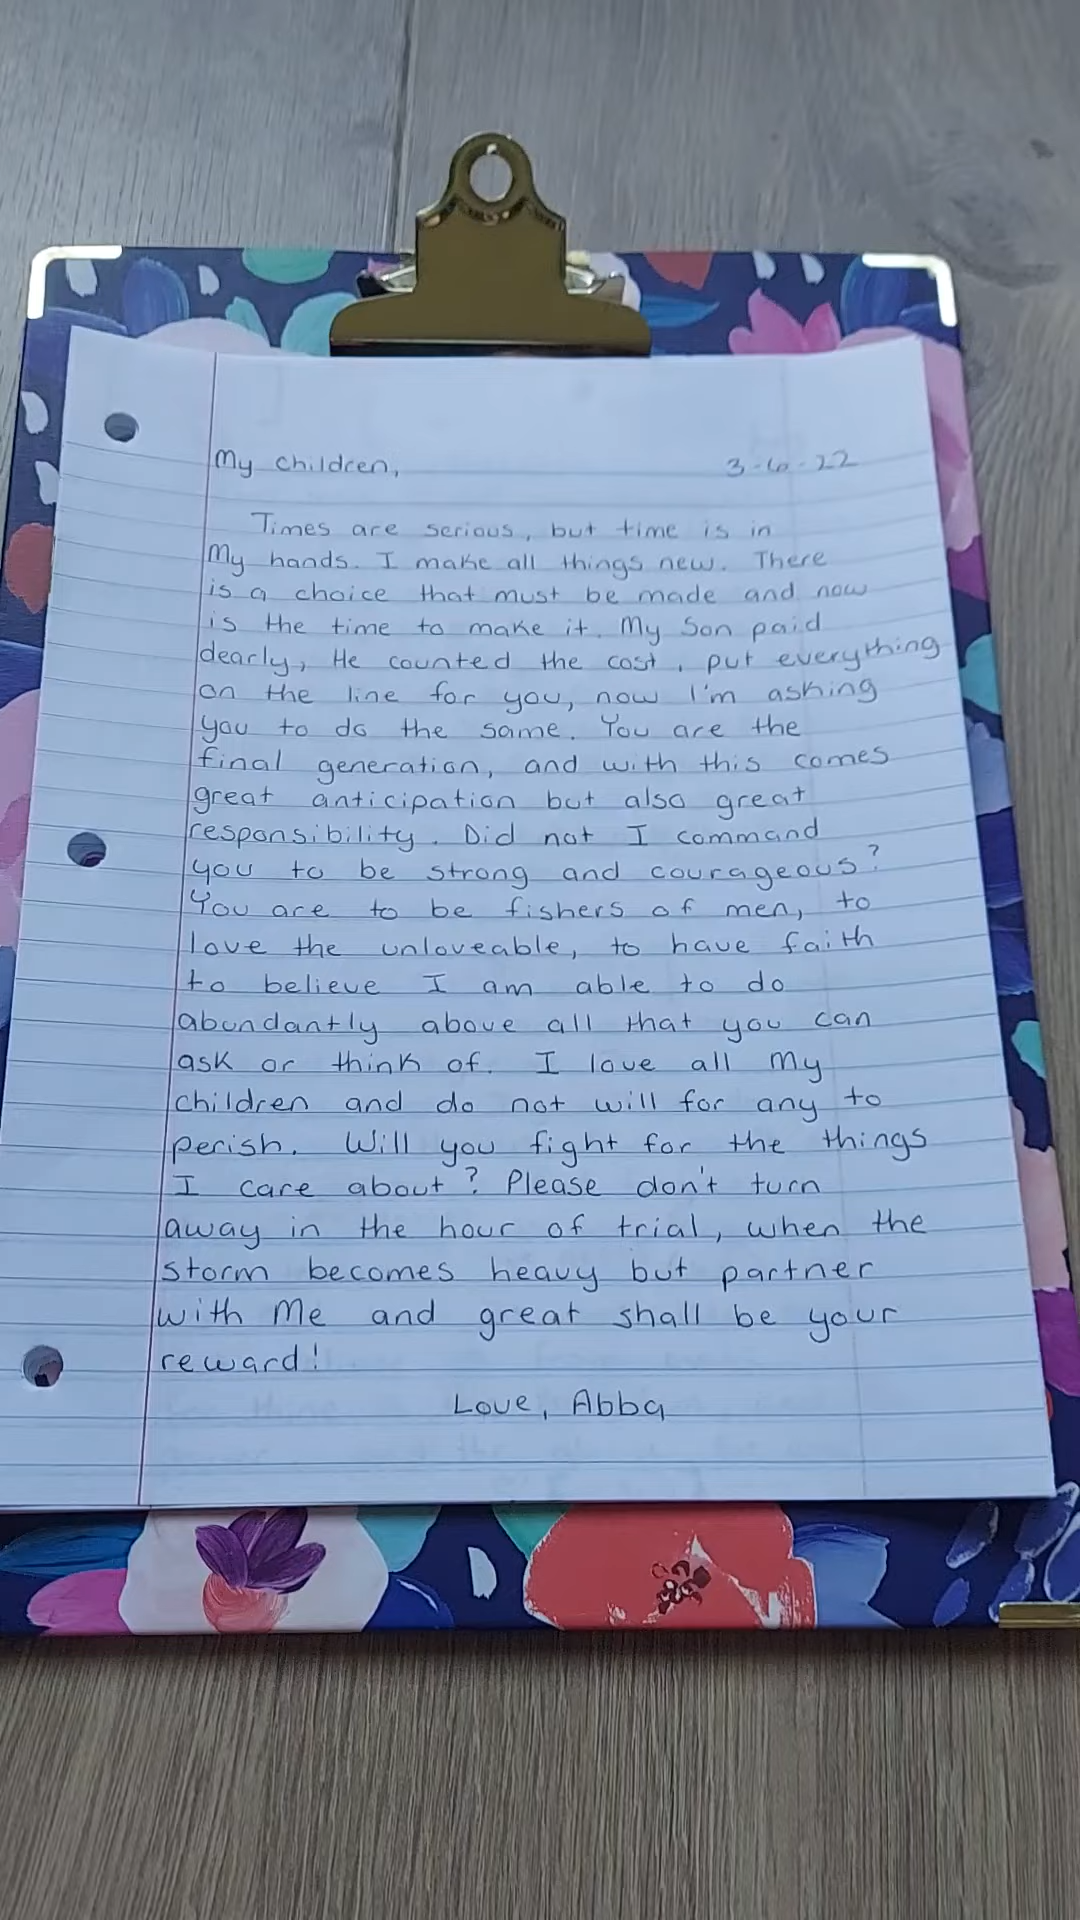 My children, 3-6-22
Times are serious, but time is in
My hands. I make all things new. There
is a choice that must be made and now
is the time to make it. My Son paid
dearly, He counted the cost, put everything
on the line for you, now I'm asking
you to do the same. You are the
final generation, and with this comes
great anticipation but also great
responsibility. Did not I command
you to be strong and courageous?
You are to be fishers of men, to
love the unloveable, to have faith
to believe I am able to do
abundantly above all that you can
ask or think of. I love all My
children and do not will for any to
perish. Will you fight for the things
I care about? Please don't turn
away in the hour of trial, when the
storm becomes heavy but partner
with Me and great shall be your
reward!
Love, Abba